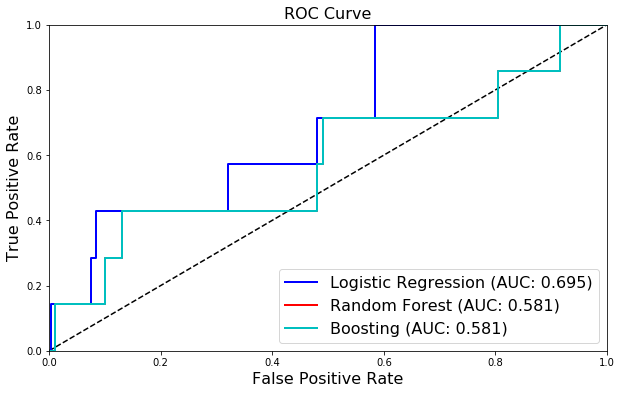 ROC Curve
1.0
0.8
0.6
0.4
0.2
0.0
True Positive Rate
Logistic Regression (AUC: 0.695)
Random Forest (AUC: 0.581)
Boosting (AUC: 0.581)
0.0 0.2 0.4 0.6 0.8 1.0
False Positive Rate